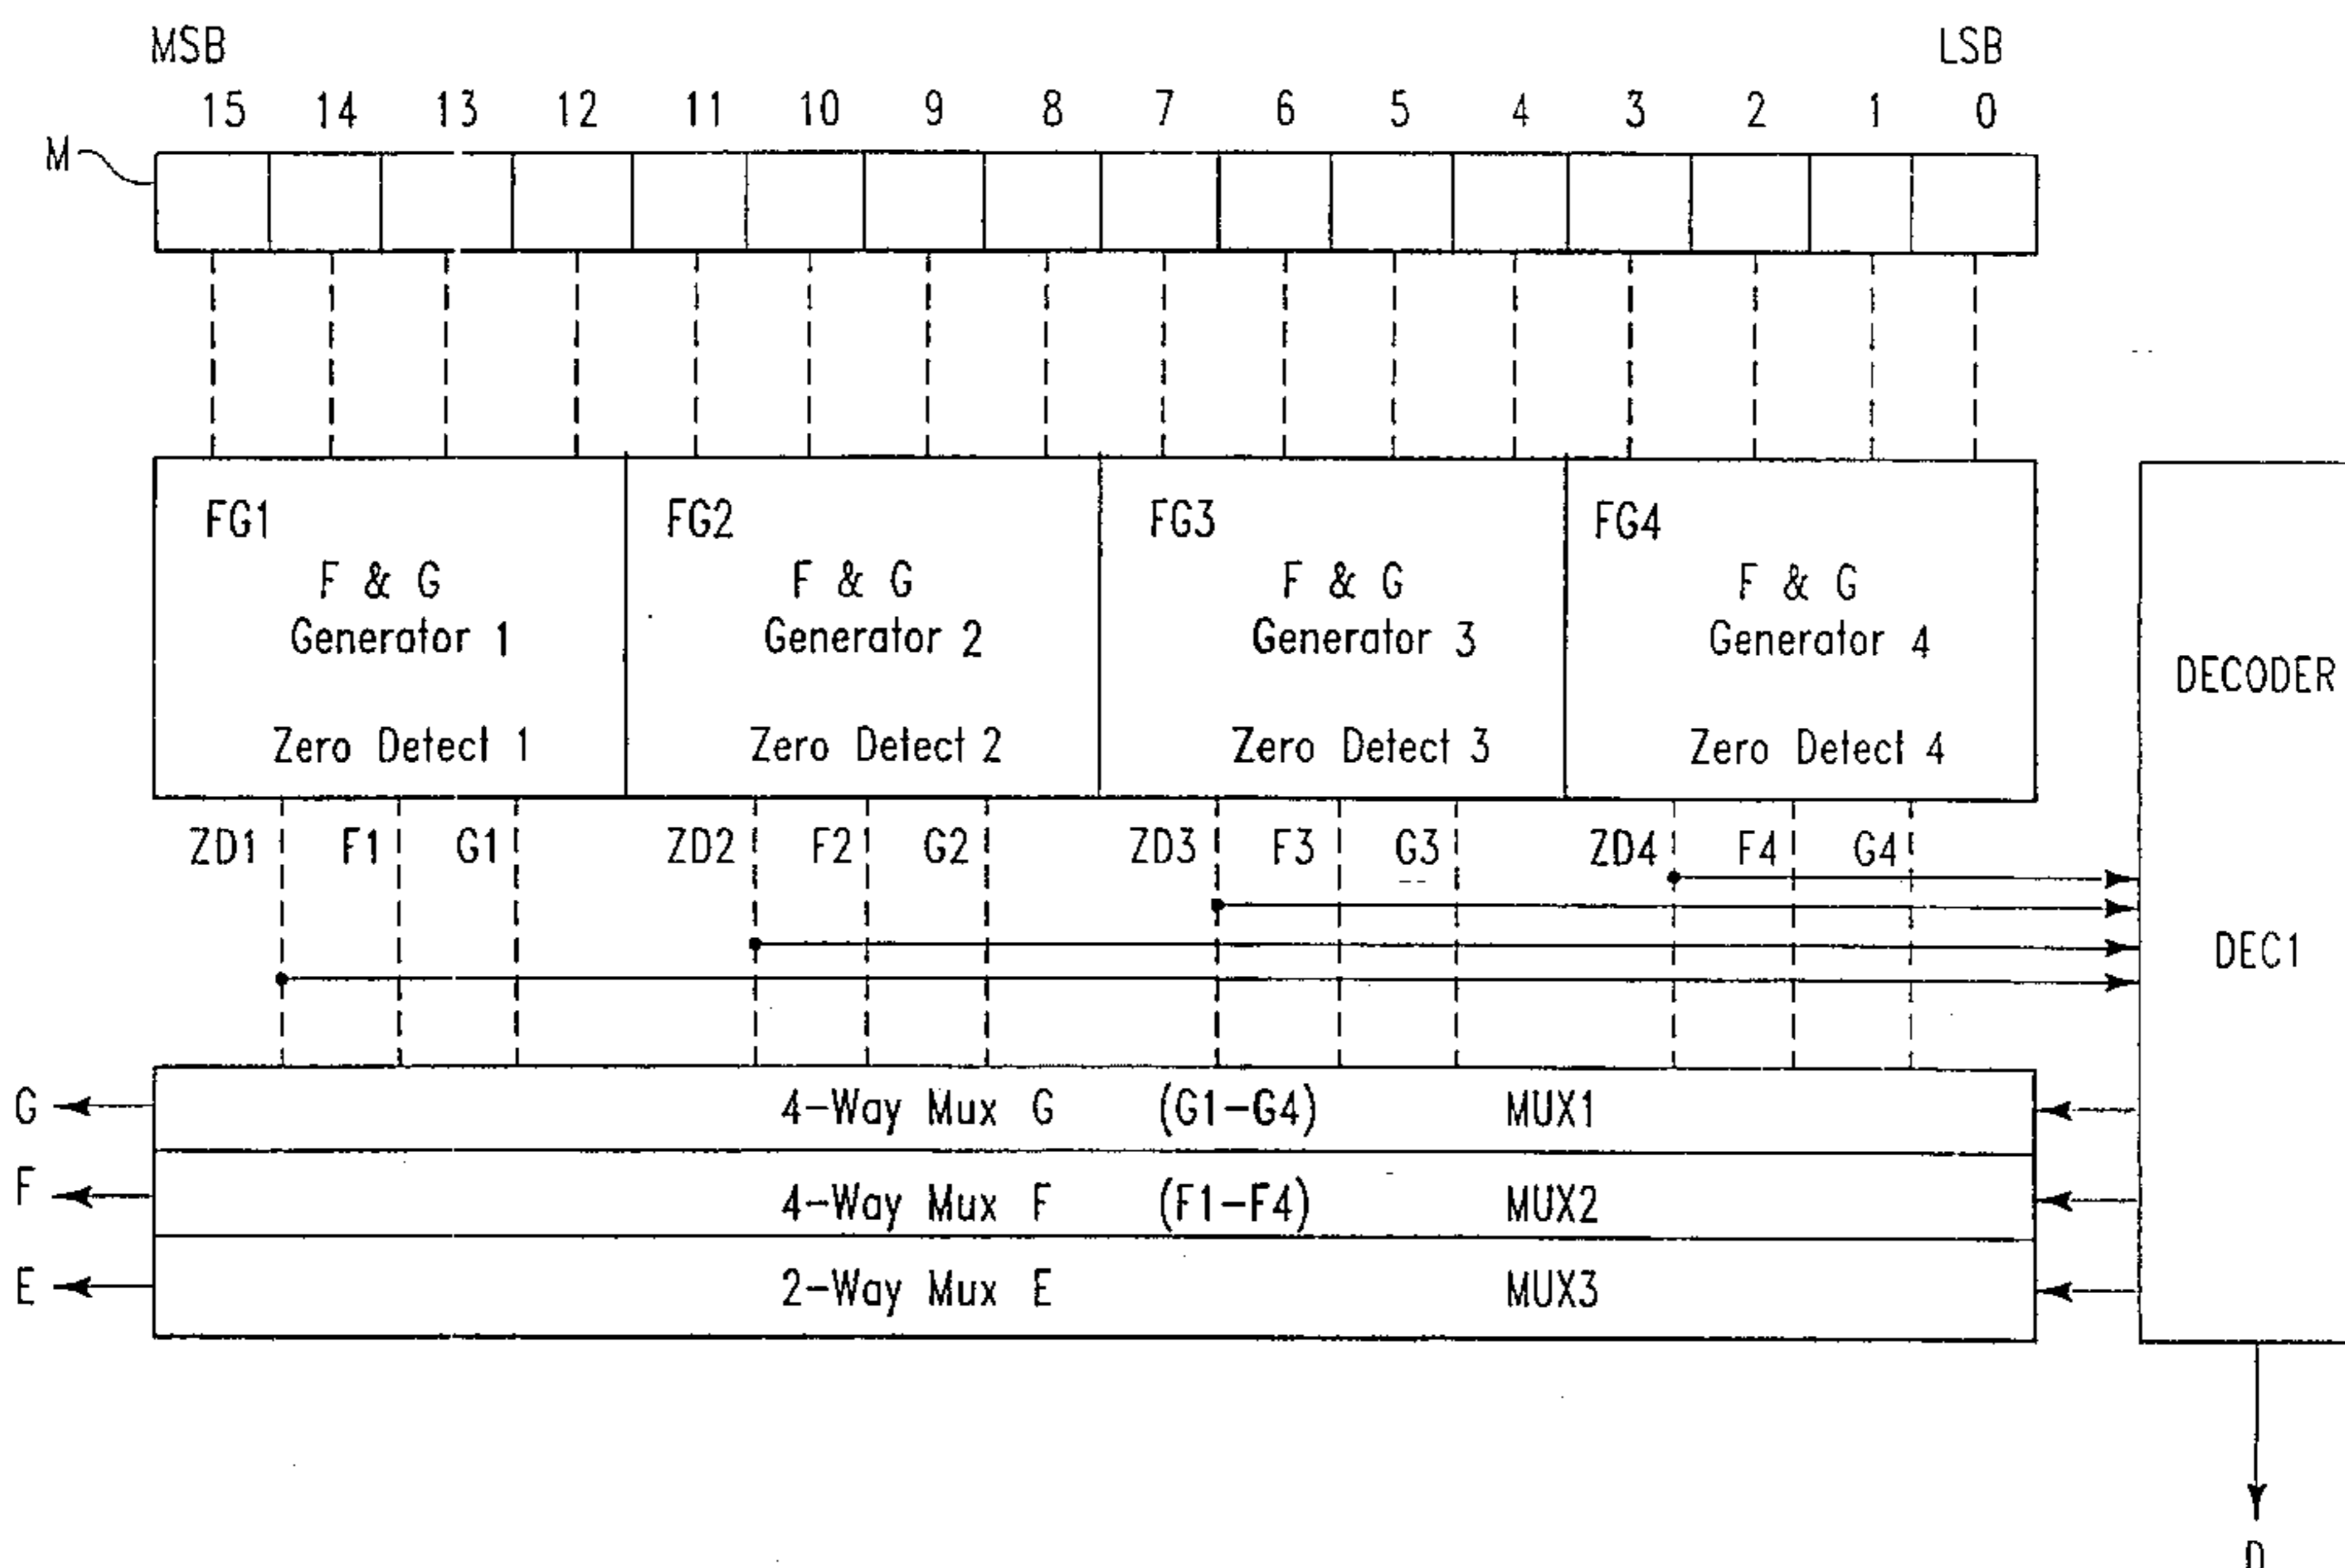 MSB LSB
15 14 13 12 11 10 9 8 7 6 5 4 3 2 1 0
M
FG1 FG2 FG3 FG4
F & G F & G F & G F & G
Generator 1 Generator 2 Generator 3 Generator 4
DECODER
Zero Detect 1 Zero Detect 2 Zero Detect 3 Zero Detect 4
ZD1 F1 G1 ZD2 F2 G2 ZD3 F3 G3 ZD4 F4 G4
DEC1
G 4-Way Mux G (G1-G4) MUX1
F 4-Way Mux F (F1-F4) MUX2
E 2-Way Mux E MUX3